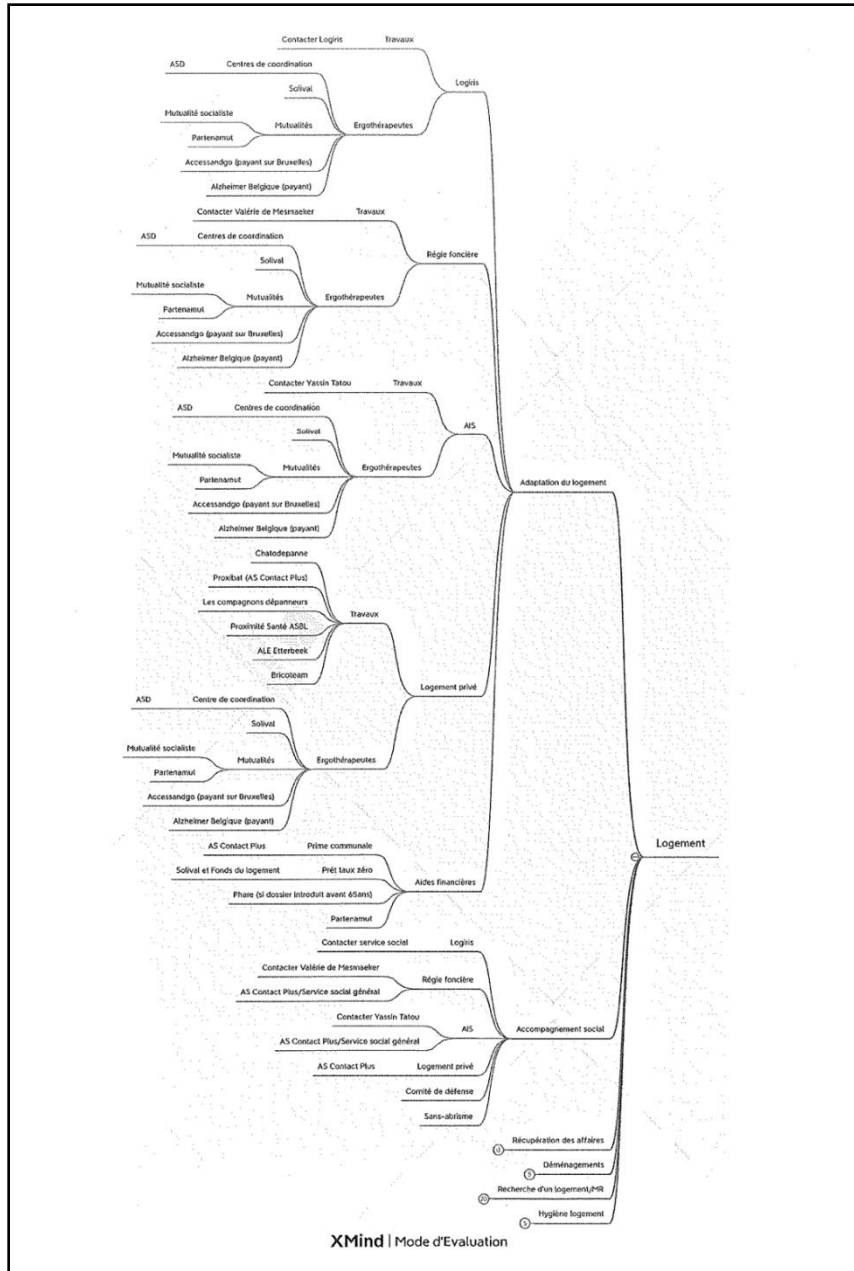 Contacter Logiris Travaux
ASD Centres de coordination
Logiris
Solival
Mutualité socialiste Mutualités Ergothérapeutes
Partenamut
Accessandgo (payant sur Bruxelles)
Alzheimer Belgique (payant)
Contacter Valérie de Mesmaeker Travaux
ASD Centres de coordination
Régie foncière
Solival
Mutualité socialiste Mutualités Ergothérapeutes
Partenamut
Accessandgo (payant sur Bruxelles)
Alzheimer Belgique (payant)
Contacter Yassin Tatou Travaux
ASD Centres de coordination
AIS
Solival
Mutualité socialiste Mutualités Ergothérapeutes
Partenamut
Adaptation du logement
Accessandgo (payant sur Bruxelles)
Alzheimer Belgique (payant)
Chatodepanne
Proxibat (AS Contact Plus)
Les compagnons dépanneurs
Travaux
Proximité Santé ASBL
ALE Etterbeek
Bricoteam
Logement privé
ASD Centre de coordination
Solival
Mutualité socialiste Mutualités Ergothérapeutes
Partenamut
Accessandgo (payant sur Bruxelles)
Alzheimer Belgique (payant)
Logement
AS Contact Plus Prime communale
Solival et Fonds du logement Prêt taux zéro
Aides financières
Phare (si dossier introduit avant 65ans)
Partenamut
Contacter service social Logiris
Contacter Valérie de Mesmaeker
Régie foncière
AS Contact Plus/Service social général
Contacter Yassin Tatou
AIS
Accompagnement social
AS Contact Plus/Service social général
AS Contact Plus Logement privé
Comité de défense
Sans-abrisme
Récupération des affaires
Déménagements
Recherche d'un logement/MR
20
Hygiène logement
5
XMind | Mode d'Evaluation